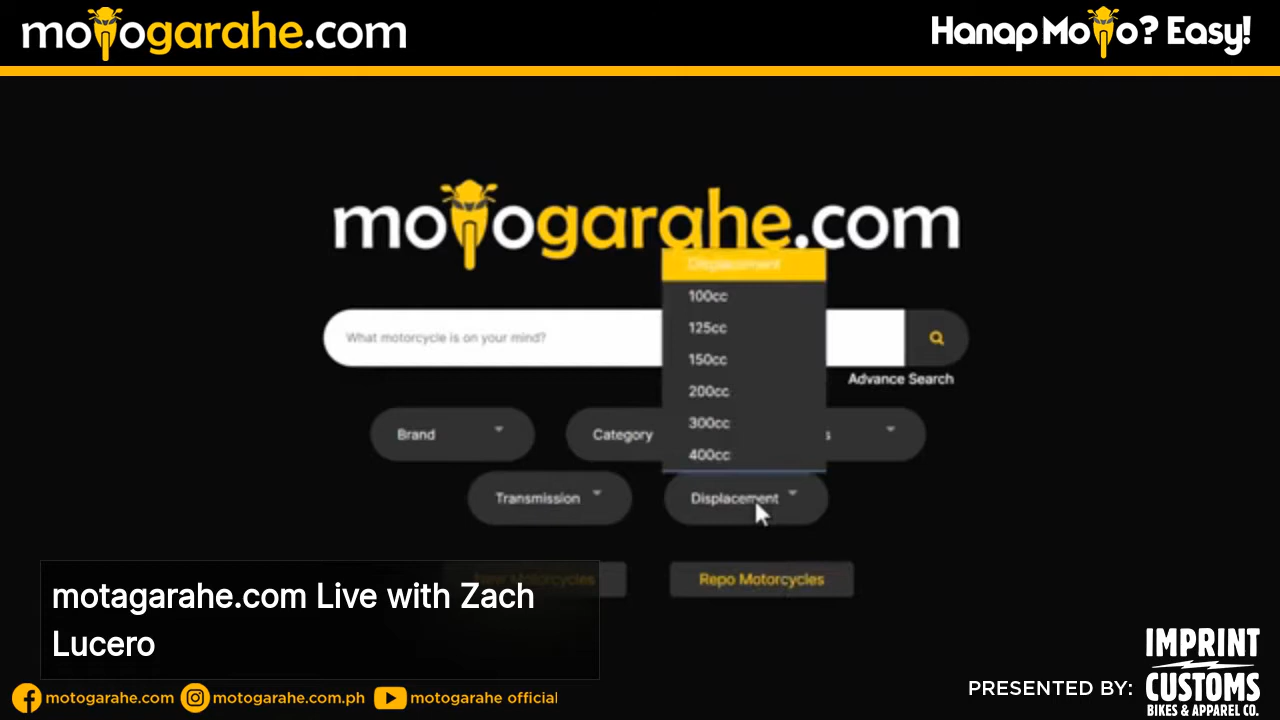 motogarahe.com
Hanap Moto? Easy!
motogarahe.com
Displacement
100cc
125cc
150cc
200cc
300cc
400cc
What motorcycle is on your mind?
Advance Search
Brand
Category
s
Transmission
Displacement
Motorcycles
Repo Motorcycles
motagarahe.com Live with Zach
Lucero
motogarahe.com motogarahe.com.ph motogarahe official
PRESENTED BY:
IMPRINT
CUSTOMS
BIKES & APPAREL CO.